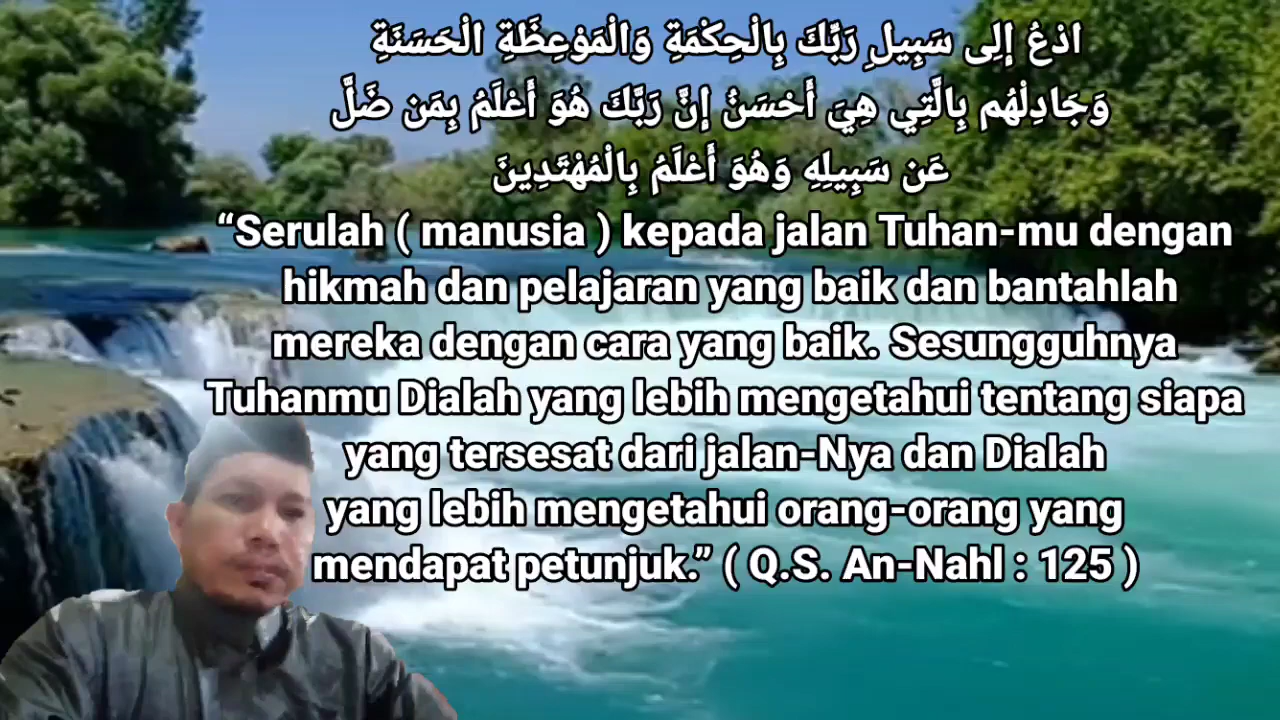 ادْعُ إِلِى سَبِيلِ رَبِّكَ بِالْحِكْمَةِ وَالْمَوْعِظَةِ الْحَسَنَةِ
وَجَادِلْهُم بِالَّتِي هِيَ أَحْسَنُ إِنَّ رَبَّكَ هُوَ أَعْلَمُ بِمَن ضَلَّ
عَن سَبِيلِهِ وَهُوَ أَعْلَمُ بِالْمُهْتَدِينَ
“Serulah ( manusia ) kepada jalan Tuhan-mu dengan
hikmah dan pelajaran yang baik dan bantahlah
mereka dengan cara yang baik. Sesungguhnya
Tuhanmu Dialah yang lebih mengetahui tentang siapa
yang tersesat dari jalan-Nya dan Dialah
yang lebih mengetahui orang-orang yang
mendapat petunjuk.” ( Q.S. An-Nahl : 125 )